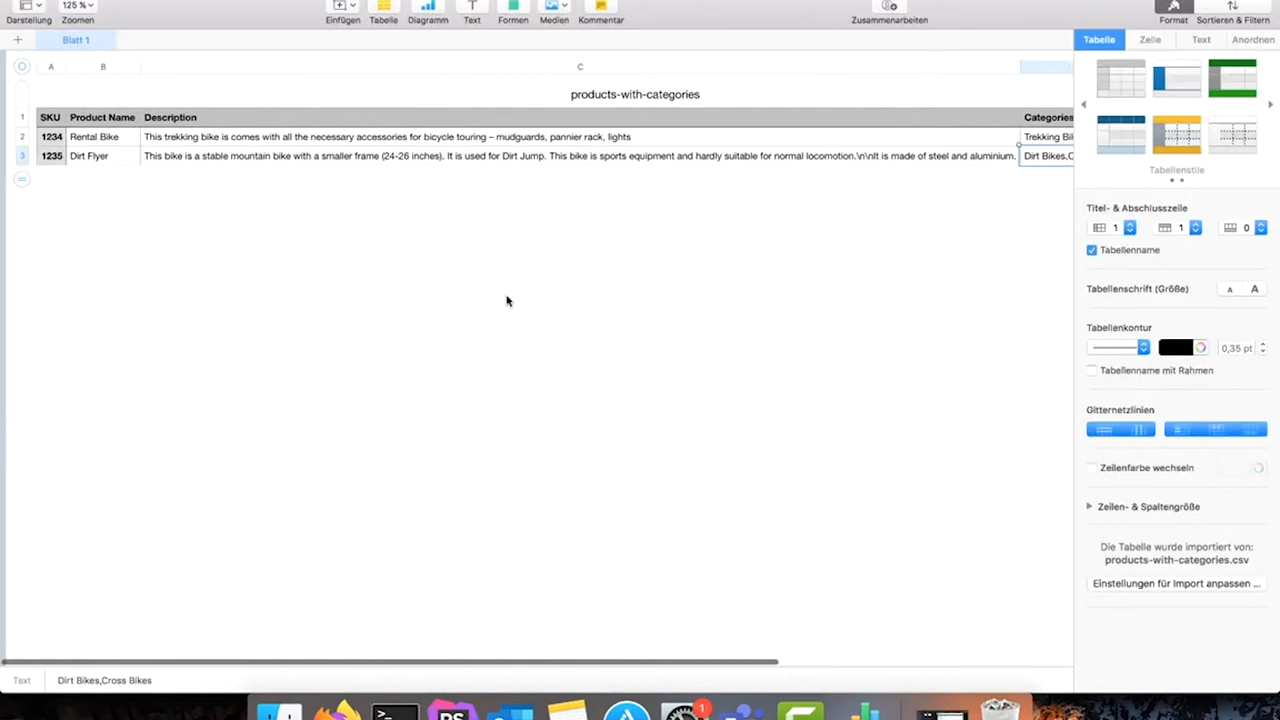 Darstellung Zoomen Einfügen Tabelle Diagramm Text Formen Medien Kommentar Zusammenarbeiten Format Sortieren & Filtern
125 %
Blatt 1
Tabelle Zelle Text Anordnen
A B C
products-with-categories
1 SKU Product Name Description Categories
2 1234 Rental Bike This trekking bike is comes with all the necessary accessories for bicycle touring – mudguards, pannier rack, lights Trekking Bi
3 1235 Dirt Flyer This bike is a stable mountain bike with a smaller frame (24-26 inches). It is used for Dirt Jump. This bike is sports equipment and hardly suitable for normal locomotion.\n\nIt is made of steel and aluminium. Dirt Bikes,C
Tabellenstile
Titel- & Abschlusszeile
1 1 0
Tabellenname
Tabellenschrift (Größe) A A
Tabellenkontur
0,35 pt
Tabellenname mit Rahmen
Gitternetzlinien
Zeilenfarbe wechseln
Zeilen- & Spaltengröße
Die Tabelle wurde importiert von:
products-with-categories.csv
Einstellungen für Import anpassen ...
Text Dirt Bikes,Cross Bikes
PS
1